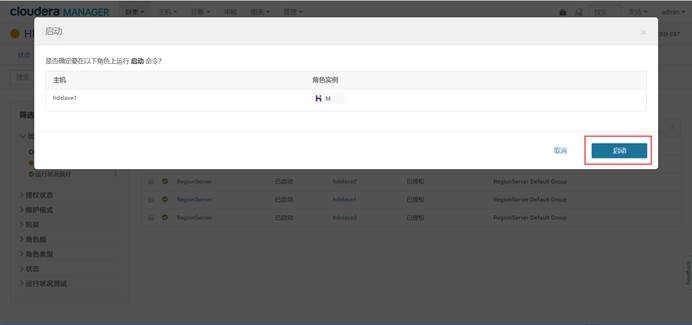 cloudera MANAGER 群集 主机 诊断 审核 图表 管理 搜索 支持 admin
启动 ×
状态
是否确定要在以下角色上运行 启动 命令?
搜索
主机 角色实例
hdslave1 M
筛选
取消 启动
运行状况良好
RegionServer 已启动 hdslave2 已授权 RegionServer Default Group
授权状态
RegionServer 已启动 hdslave1 已授权 RegionServer Default Group
维护模式
机架
RegionServer 已启动 hdslave3 已授权 RegionServer Default Group
角色组
角色类型
状态
运行状况测试
Feedback